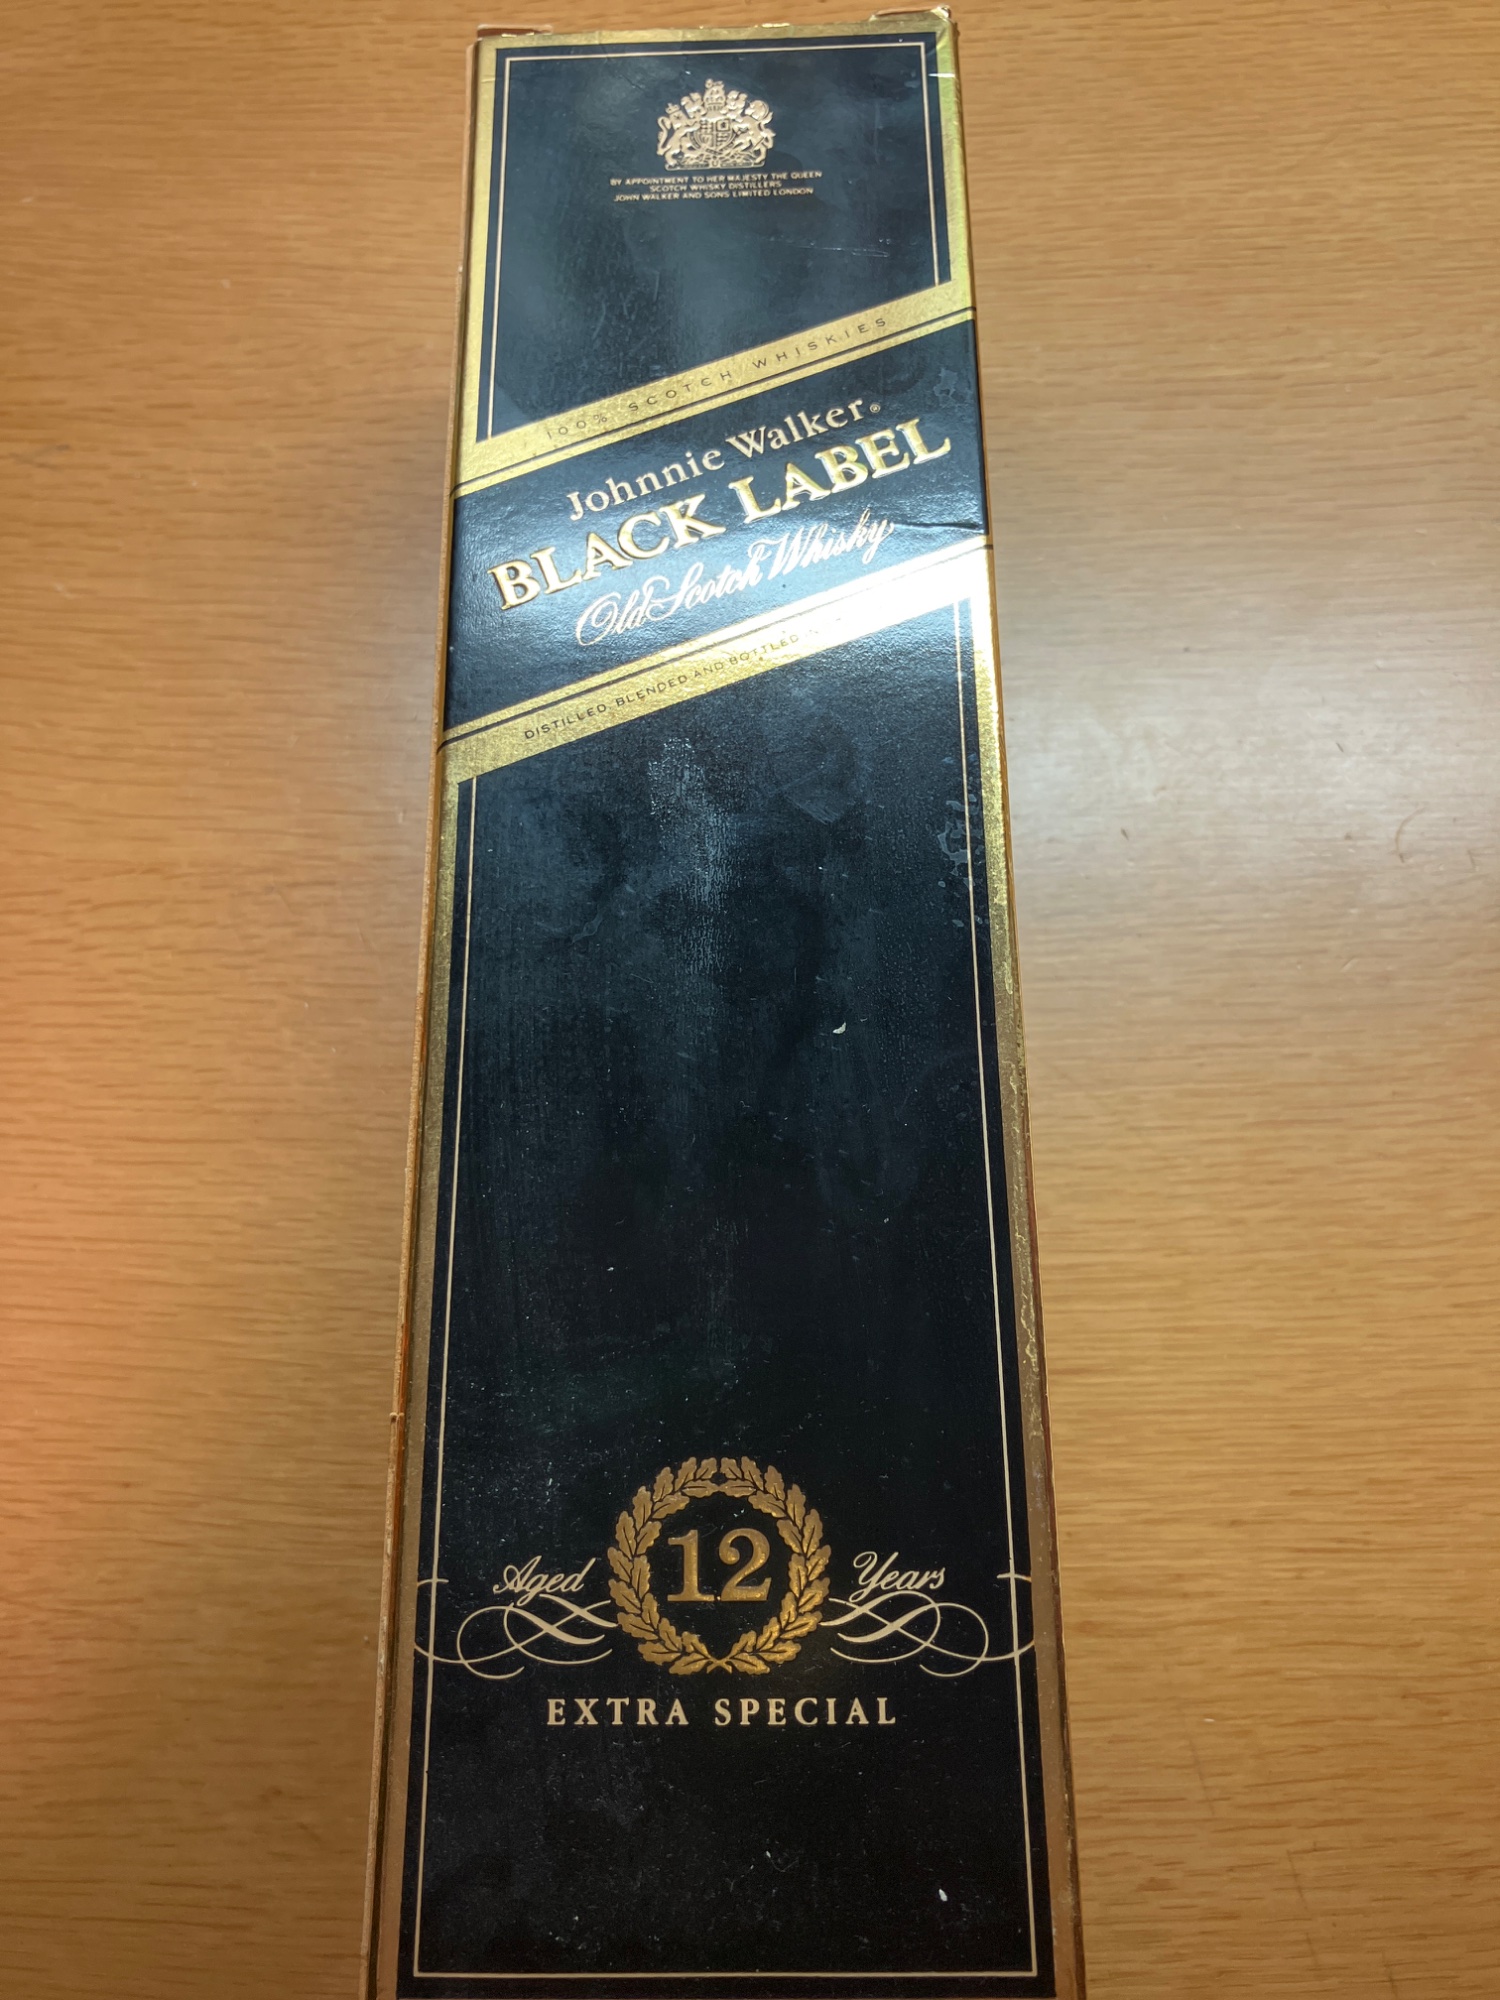 BY APPOINTMENT TO HER MAJESTY THE QUEEN
SCOTCH WHISKY DISTILLERS
JOHN WALKER AND SONS LIMITED LONDON
100% SCOTCH WHISKIES
Johnnie Walker®
BLACK LABEL
Old Scotch Whisky
DISTILLED, BLENDED AND BOTTLED IN
Aged 12 Years
EXTRA SPECIAL